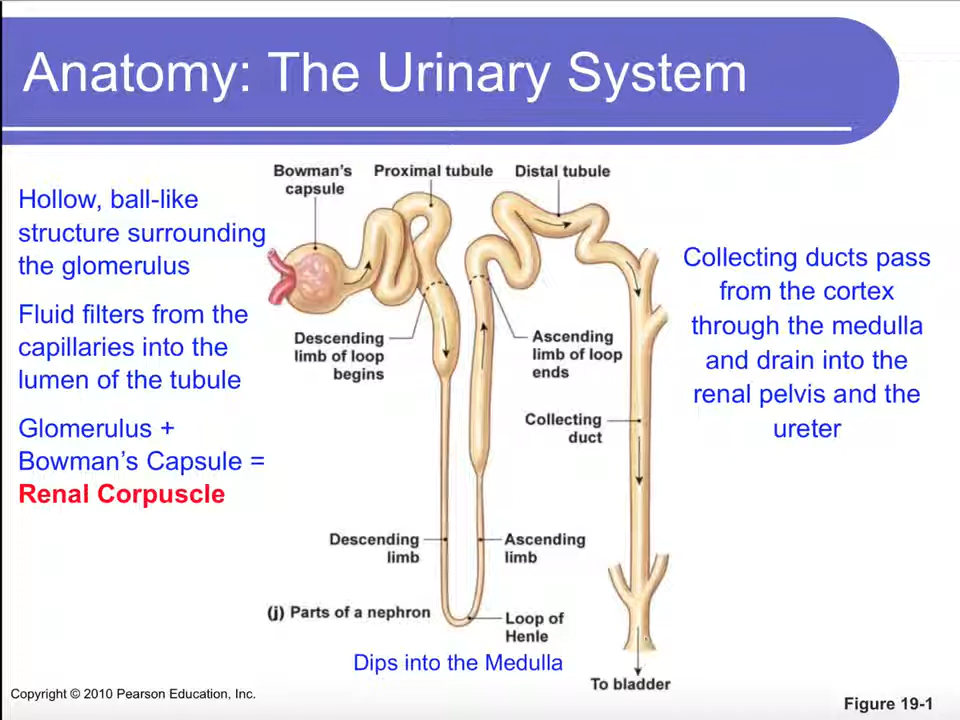 Anatomy: The Urinary System
Hollow, ball-like
structure surrounding
the glomerulus
Fluid filters from the
capillaries into the
lumen of the tubule
Glomerulus +
Bowman's Capsule =
Renal Corpuscle
Bowman's
capsule
Proximal tubule
Distal tubule
Descending
limb of loop
begins
Ascending
limb of loop
ends
Collecting
duct
Descending
limb
Ascending
limb
(j) Parts of a nephron
Loop of
Henle
Dips into the Medulla
To bladder
Collecting ducts pass
from the cortex
through the medulla
and drain into the
renal pelvis and the
ureter
Copyright © 2010 Pearson Education, Inc.
Figure 19-1